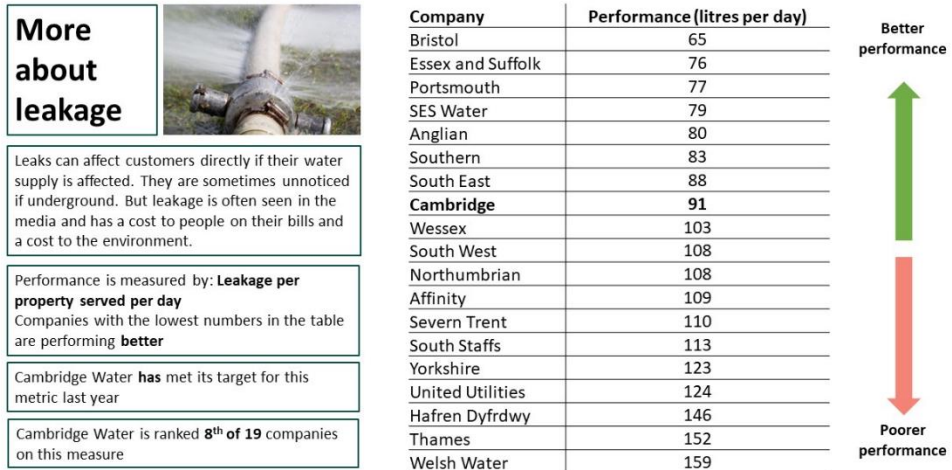 More
about
leakage
Leaks can affect customers directly if their water
supply is affected. They are sometimes unnoticed
if underground. But leakage is often seen in the
media and has a cost to people on their bills and
a cost to the environment.
Performance is measured by: Leakage per
property served per day
Companies with the lowest numbers in the table
are performing better
Cambridge Water has met its target for this
metric last year
Cambridge Water is ranked 8th of 19 companies
on this measure
Company Performance (litres per day)
Bristol 65
Essex and Suffolk 76
Portsmouth 77
SES Water 79
Anglian 80
Southern 83
South East 88
Cambridge 91
Wessex 103
South West 108
Northumbrian 108
Affinity 109
Severn Trent 110
South Staffs 113
Yorkshire 123
United Utilities 124
Hafren Dyfrdwy 146
Thames 152
Welsh Water 159
Better
performance
Poorer
performance